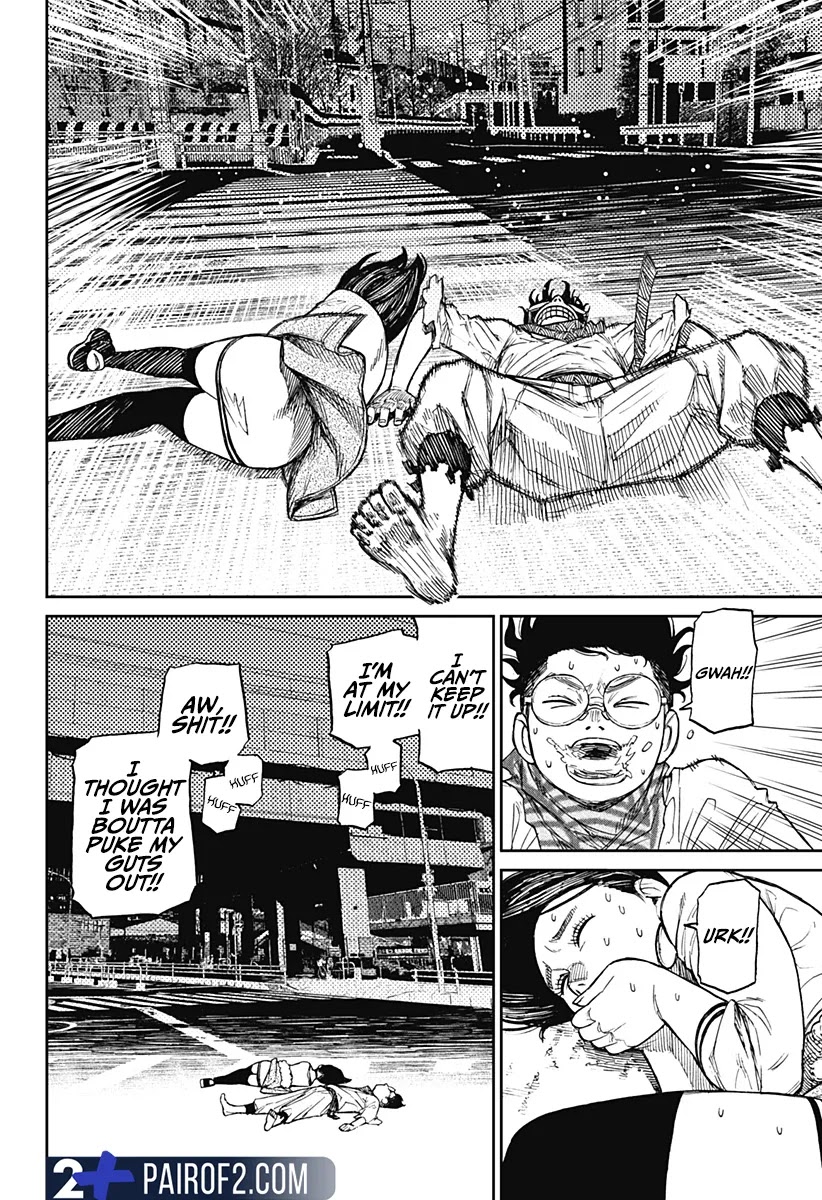 GWAH!!
URK!!
I
CAN'T
KEEP
IT UP!!
I'M
AT MY
LIMIT!!
HUFF
HUFF
AW,
SHIT!!
HUFF
HUFF
I
THOUGHT
I WAS
BOUTTA
PUKE MY
GUTS
OUT!!
2+ PAIROF2.COM